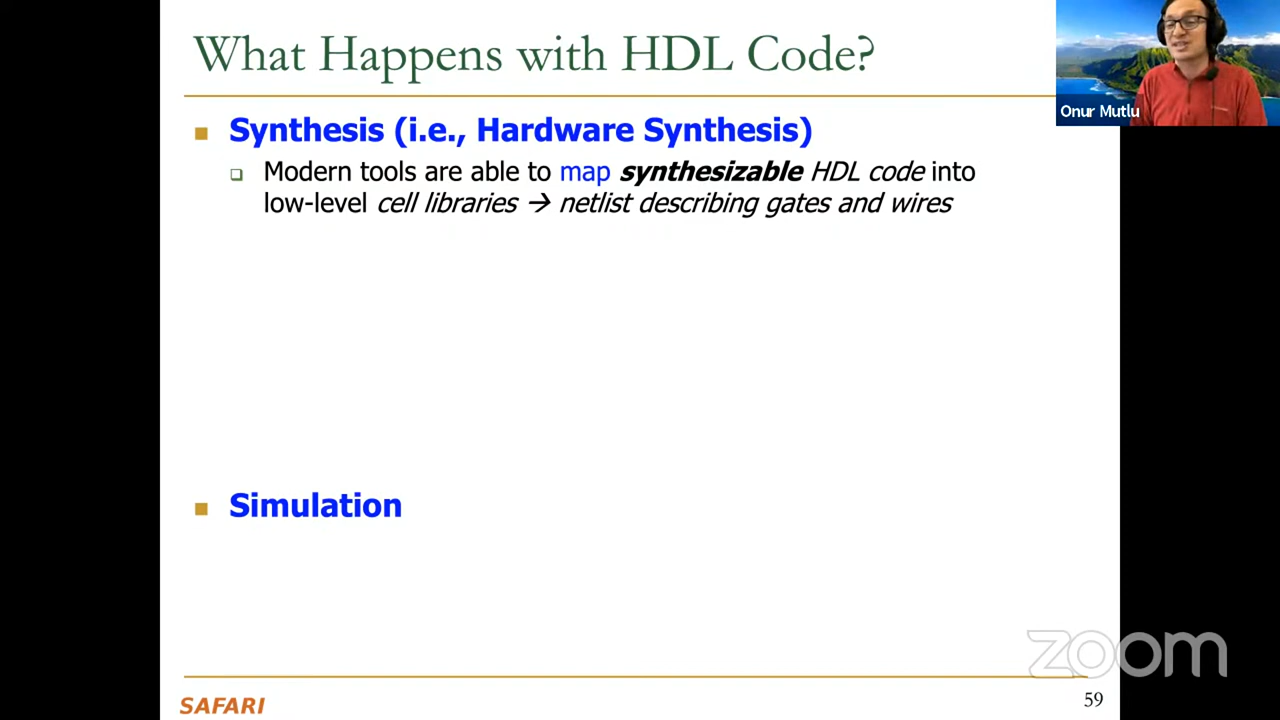 What Happens with HDL Code?
Onur Mutlu
Synthesis (i.e., Hardware Synthesis)
Modern tools are able to map synthesizable HDL code into
low-level cell libraries → netlist describing gates and wires
Simulation
zoom
SAFARI
59